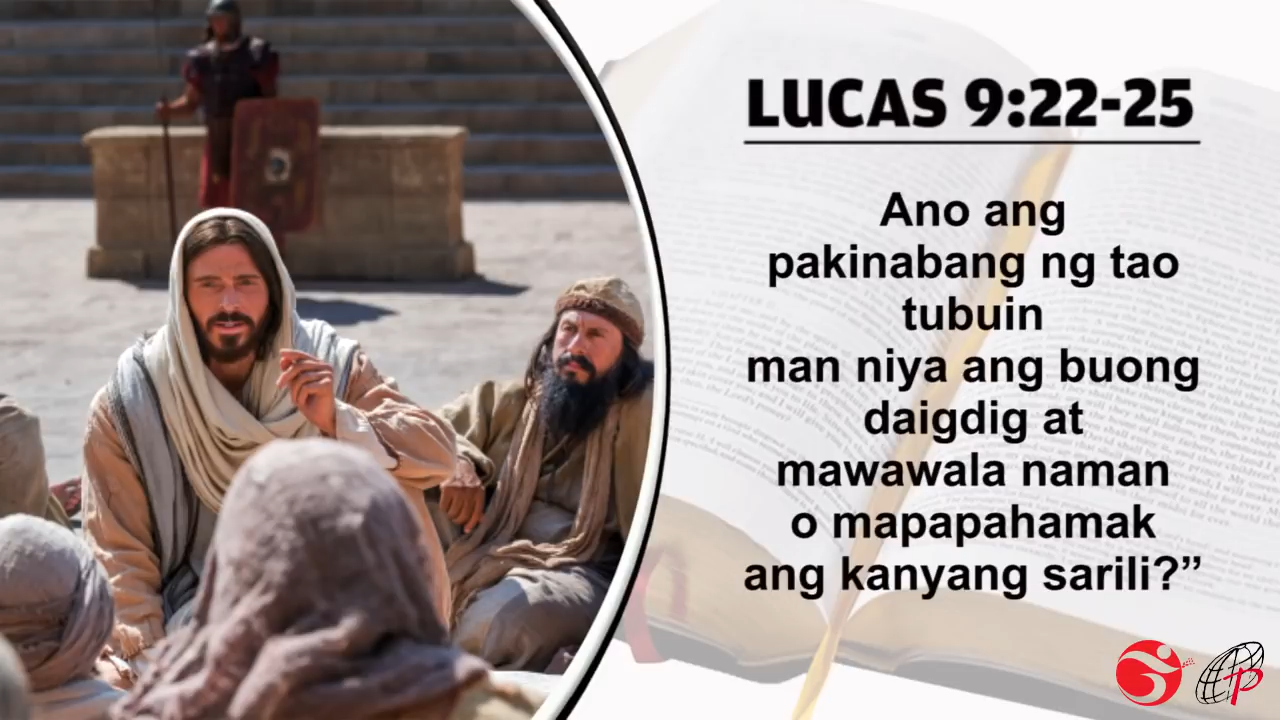 LUCAS 9:22-25
Ano ang
pakinabang ng tao
tubuin
man niya ang buong
daigdig at
mawawala naman
o mapapahamak
ang kanyang sarili?”